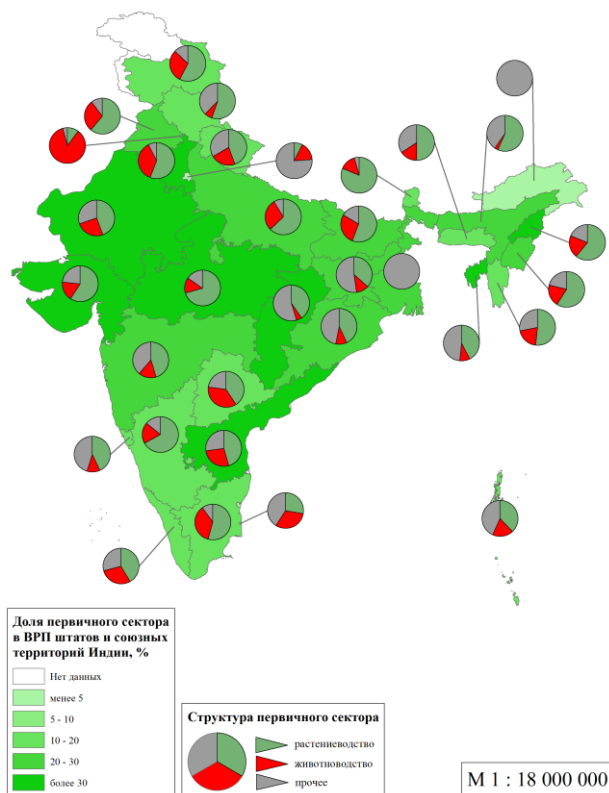 Доля первичного сектора
в ВРП штатов и союзных
территорий Индии, %
Нет данных
менее 5
5 - 10
10 - 20
20 - 30
более 30
Структура первичного сектора
растениеводство
животноводство
прочее
М 1 : 18 000 000